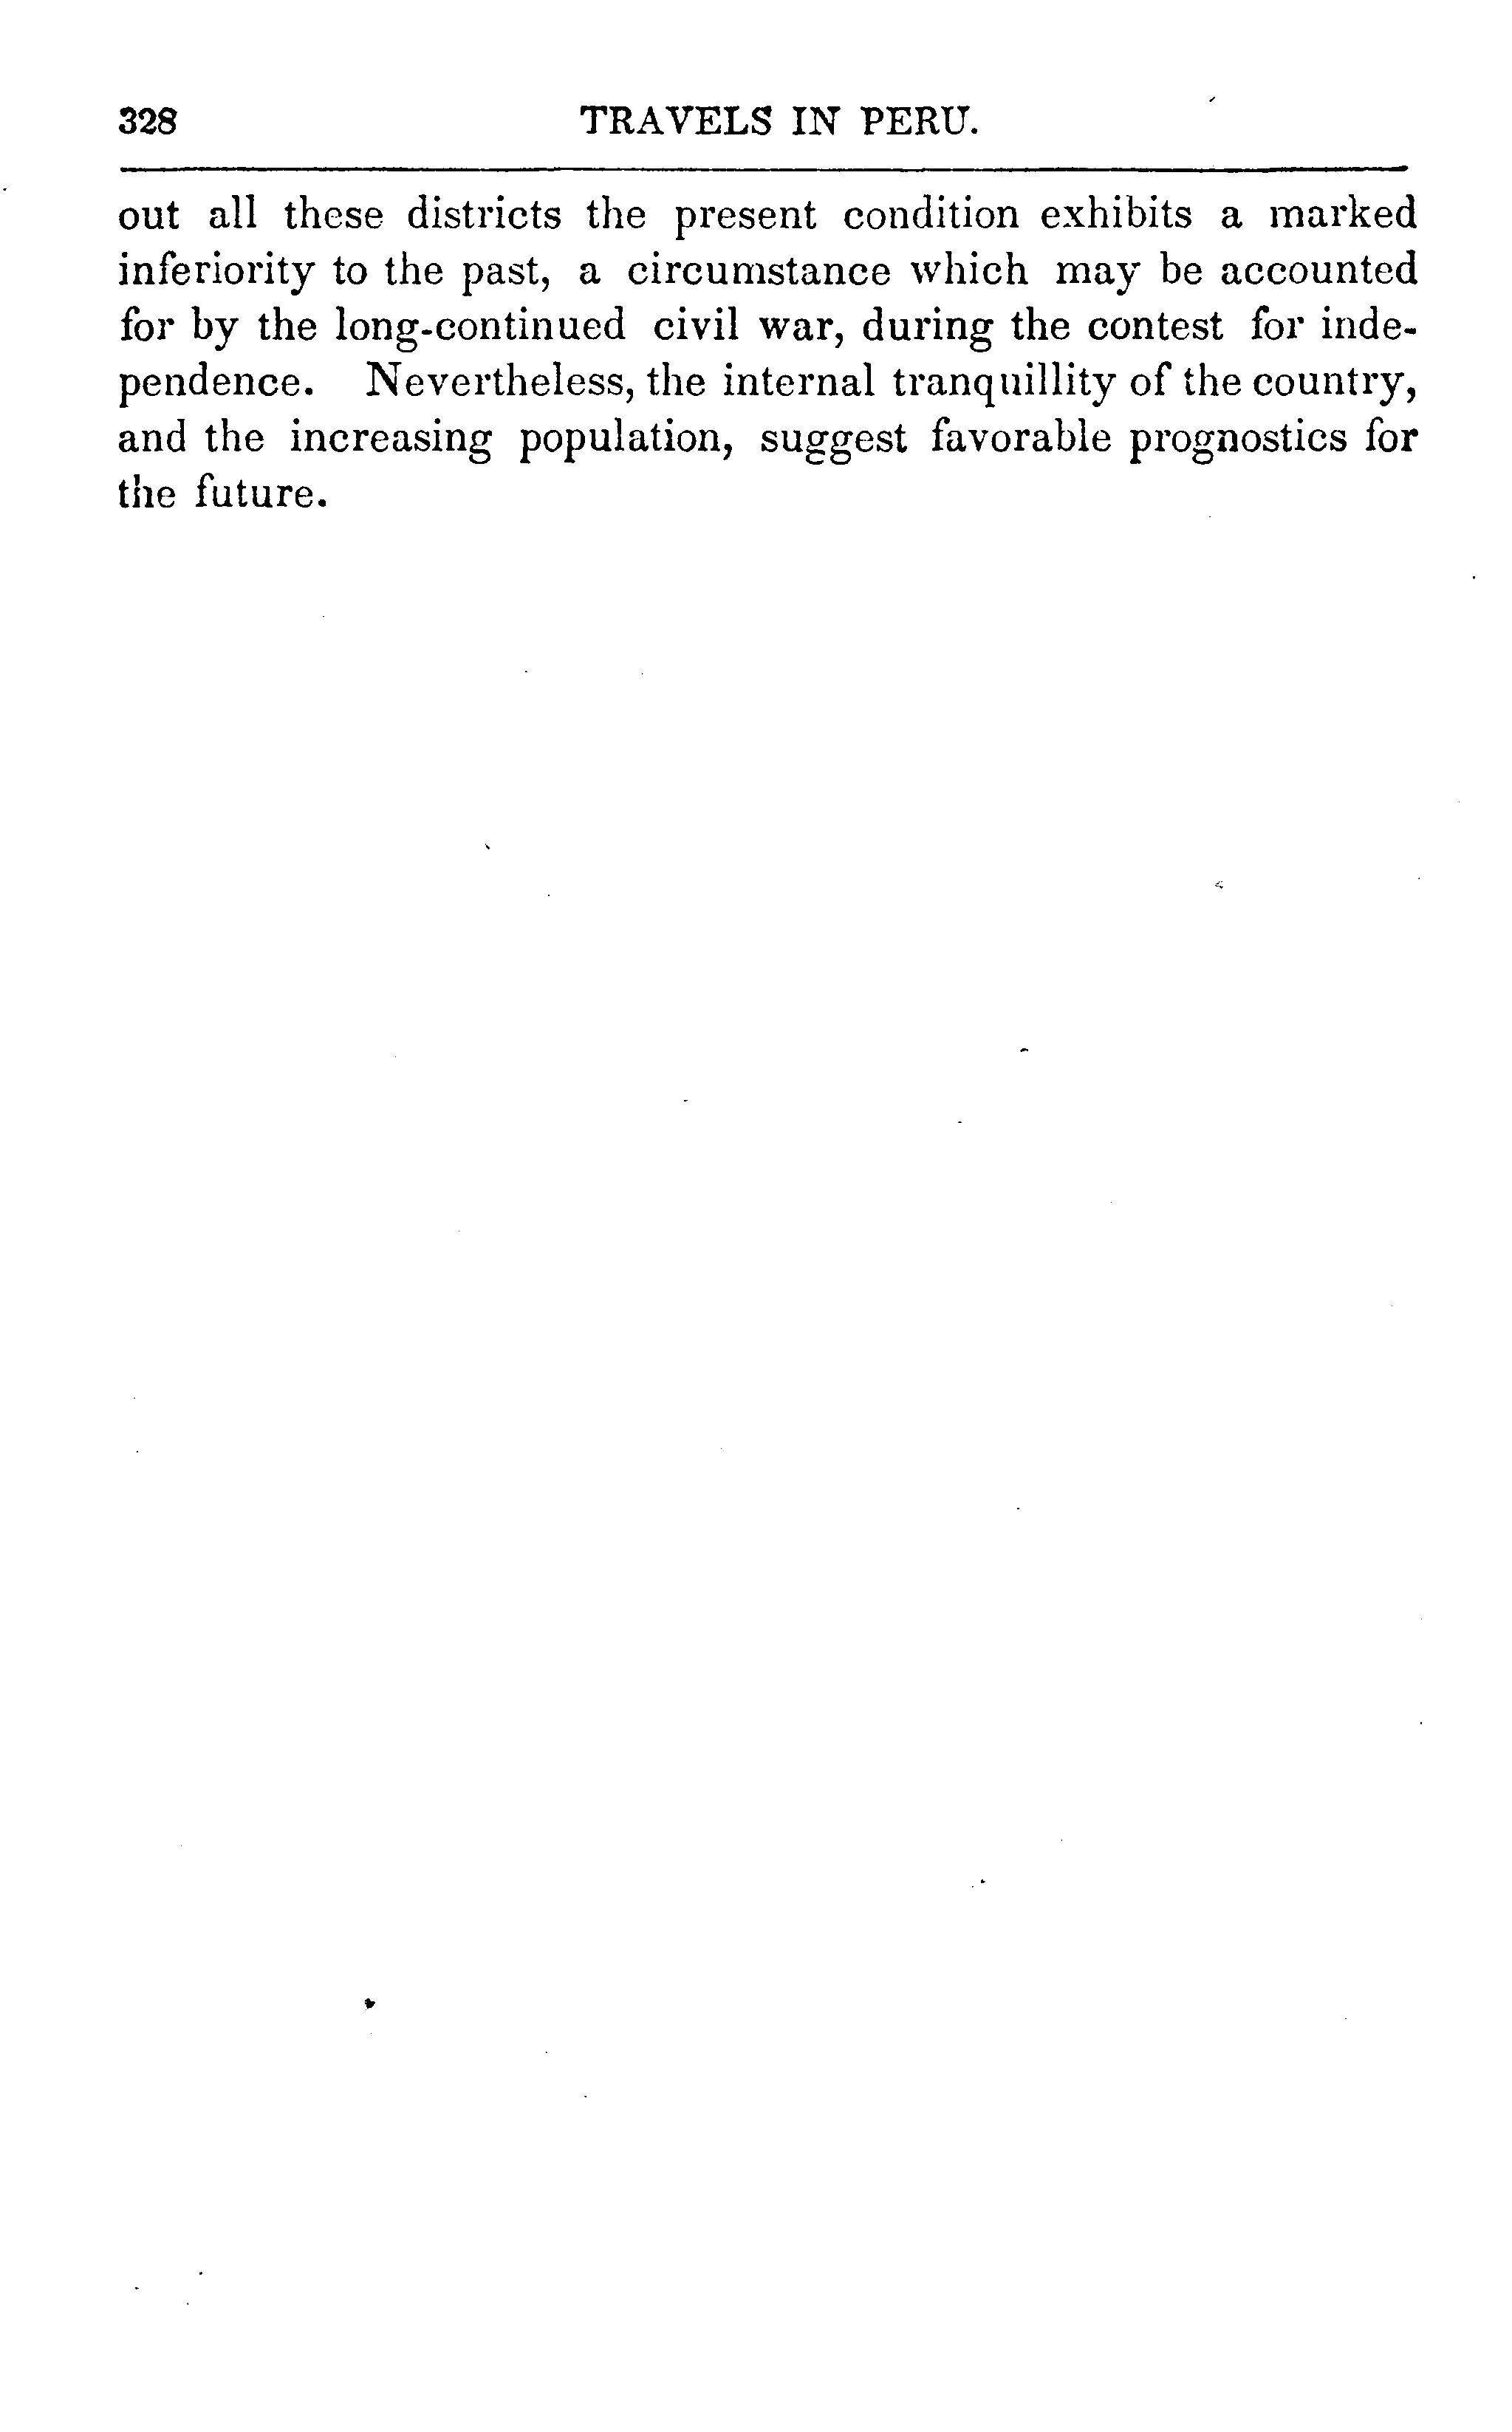 328 TRAVELS IN PERU.
out all these districts the present condition exhibits a marked
inferiority to the past, a circumstance which may be accounted
for by the long-continued civil war, during the contest for inde-
pendence. Nevertheless, the internal tranquillity of the country,
and the increasing population, suggest favorable prognostics for
the future.